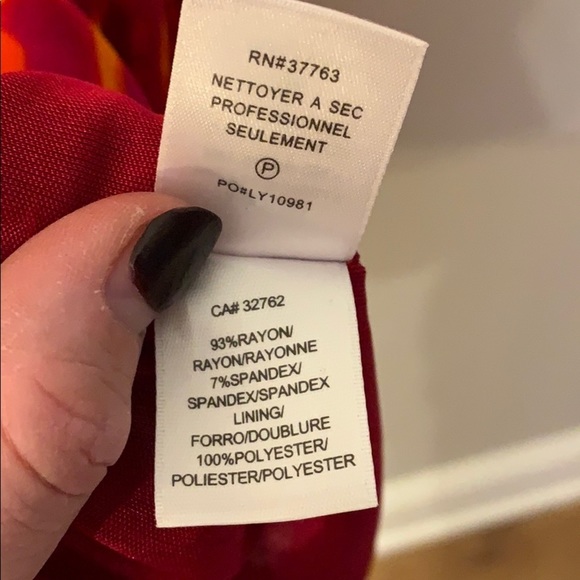 RN#37763
NETTOYER A SEC
PROFESSIONNEL
SEULEMENT
P
PO#LY10981
CA# 32762
93%RAYON/
RAYON/RAYONNE
7%SPANDEX/
SPANDEX/SPANDEX
LINING/
FORRO/DOUBLURE
100%POLYESTER/
POLIESTER/POLYESTER